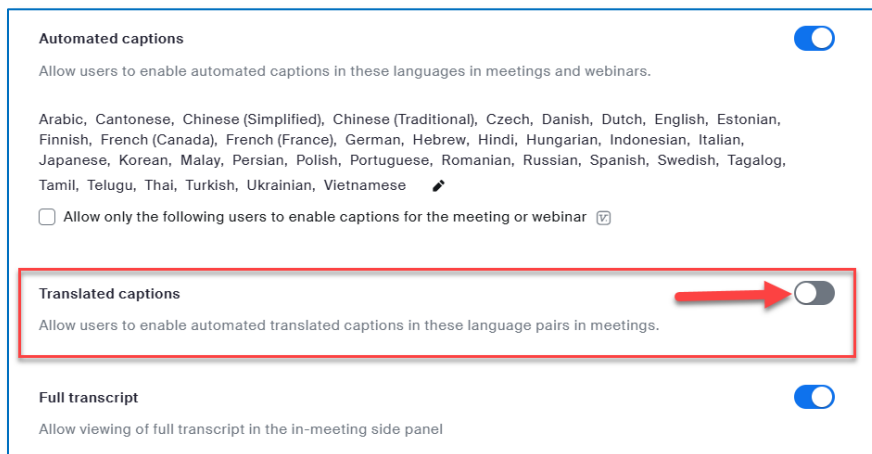 Automated captions
Allow users to enable automated captions in these languages in meetings and webinars.
Arabic, Cantonese, Chinese (Simplified), Chinese (Traditional), Czech, Danish, Dutch, English, Estonian,
Finnish, French (Canada), French (France), German, Hebrew, Hindi, Hungarian, Indonesian, Italian,
Japanese, Korean, Malay, Persian, Polish, Portuguese, Romanian, Russian, Spanish, Swedish, Tagalog,
Tamil, Telugu, Thai, Turkish, Ukrainian, Vietnamese
Allow only the following users to enable captions for the meeting or webinar
Translated captions
Allow users to enable automated translated captions in these language pairs in meetings.
Full transcript
Allow viewing of full transcript in the in-meeting side panel